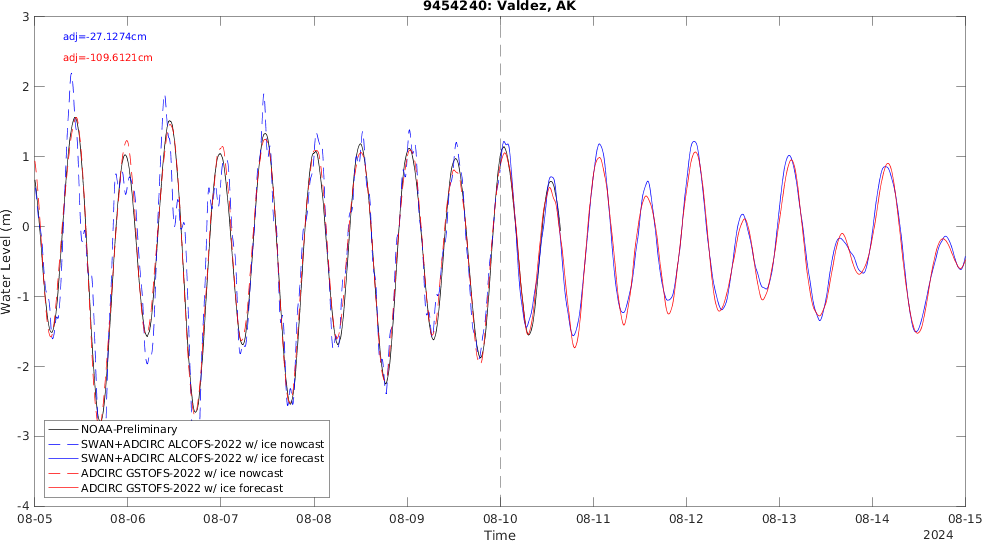 9454240: Valdez, AK
adj=-27.1274cm
adj=-109.6121cm
3
2
1
0
-1
-2
-3
-4
Water Level (m)
NOAA-Preliminary
SWAN+ADCIRC ALCOFS-2022 w/ ice nowcast
SWAN+ADCIRC ALCOFS-2022 w/ ice forecast
ADCIRC GSTOFS-2022 w/ ice nowcast
ADCIRC GSTOFS-2022 w/ ice forecast
08-05 08-06 08-07 08-08 08-09 08-10 08-11 08-12 08-13 08-14 08-15
Time
2024